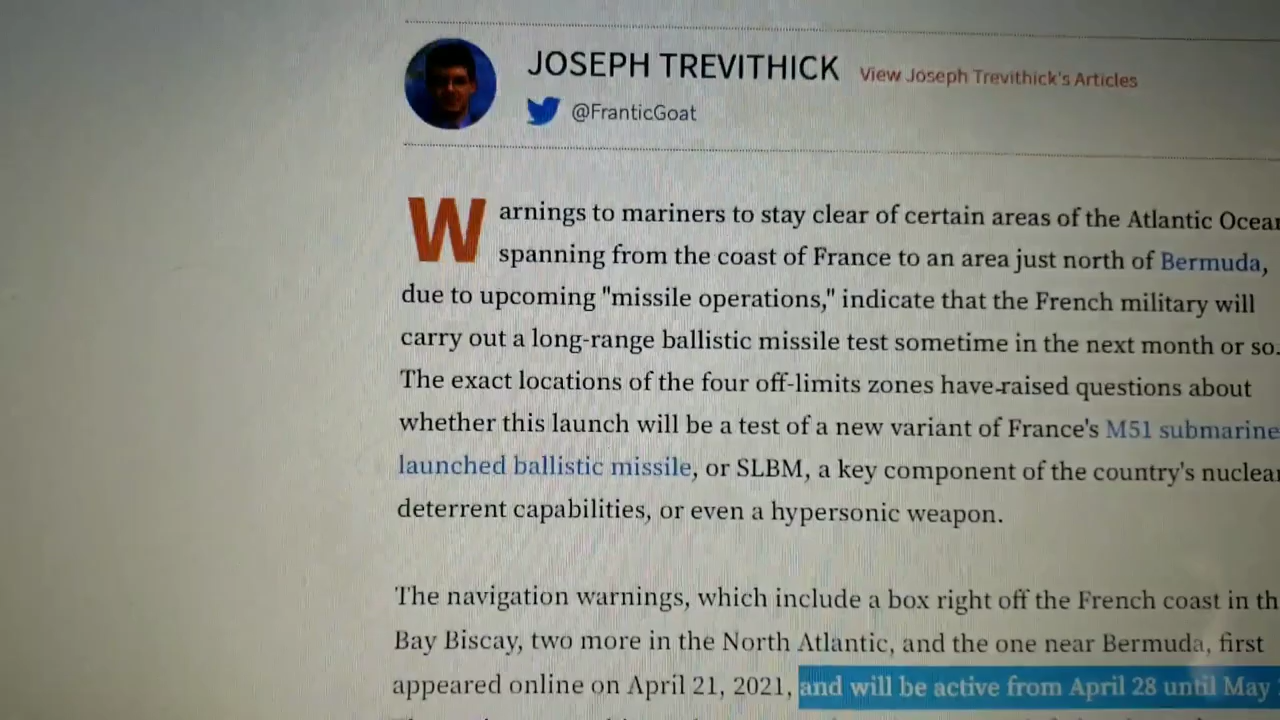 JOSEPH TREVITHICK View Joseph Trevithick's Articles
@FranticGoat
Warnings to mariners to stay clear of certain areas of the Atlantic Ocean
spanning from the coast of France to an area just north of Bermuda,
due to upcoming "missile operations," indicate that the French military will
carry out a long-range ballistic missile test sometime in the next month or so.
The exact locations of the four off-limits zones have raised questions about
whether this launch will be a test of a new variant of France's M51 submarine
launched ballistic missile, or SLBM, a key component of the country's nuclear
deterrent capabilities, or even a hypersonic weapon.
The navigation warnings, which include a box right off the French coast in th
Bay Biscay, two more in the North Atlantic, and the one near Bermuda, first
appeared online on April 21, 2021, and will be active from April 28 until May